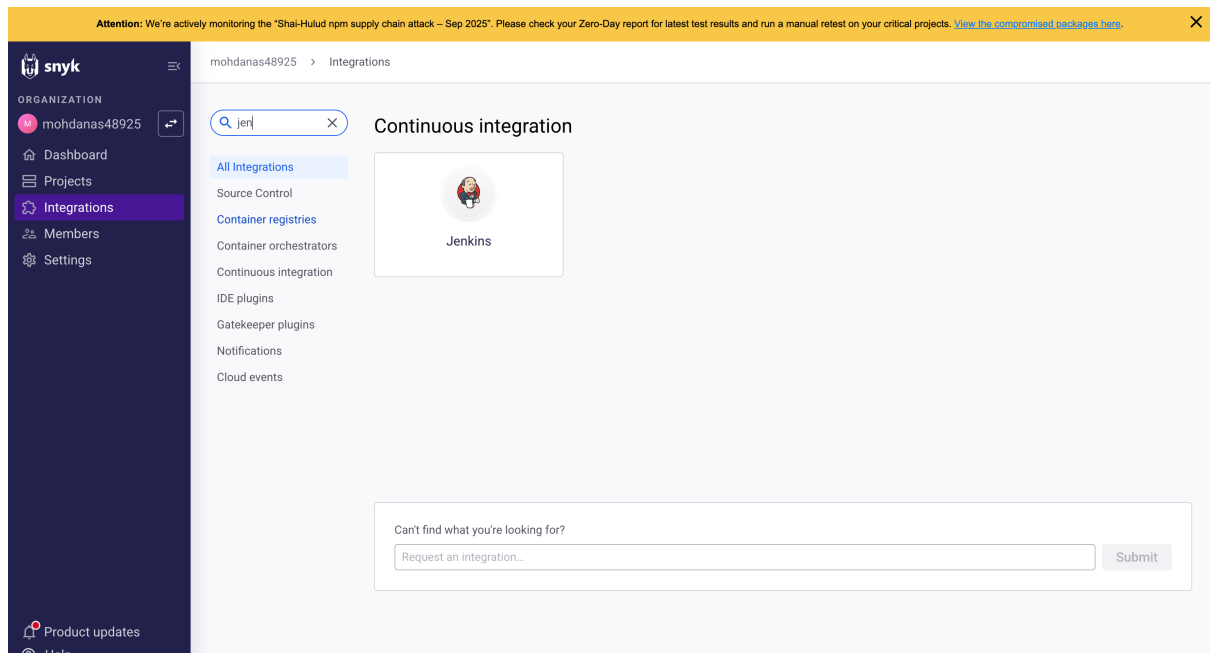 Attention: We're actively monitoring the "Shai-Hulud npm supply chain attack – Sep 2025". Please check your Zero-Day report for latest test results and run a manual retest on your critical projects. View the compromised packages here.
snyk
mohdanas48925 > Integrations
ORGANIZATION
M mohdanas48925
Dashboard
Projects
Integrations
Members
Settings
Product updates
Help
jen
All Integrations
Source Control
Container registries
Container orchestrators
Continuous integration
IDE plugins
Gatekeeper plugins
Notifications
Cloud events
Continuous integration
Jenkins
Can't find what you're looking for?
Request an integration...
Submit